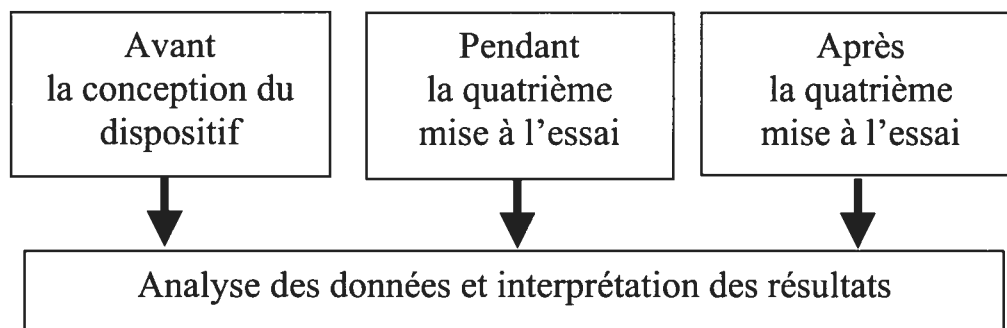 Avant
la conception du
dispositif
Pendant
la quatrième
mise à l'essai
Après
la quatrième
mise à l'essai
Analyse des données et interprétation des résultats